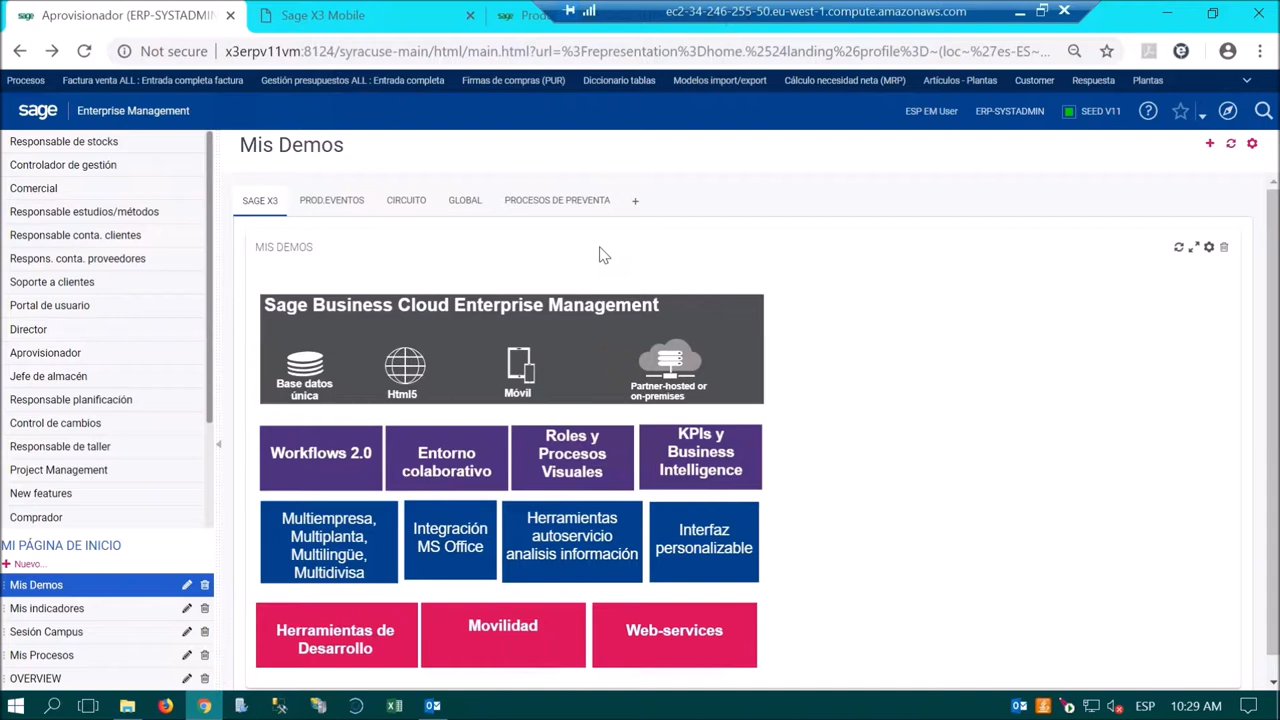 Aprovisionador (ERP-SYSTADMIN
Sage X3 Mobile
sage
Prod
ec2-34-246-255-50.eu-west-1.compute.amazonaws.com
Not secure
x3erpv11vm:8124/syracuse-main/html/main.html?url=%3Frepresentation%3Dhome.%2524landing%26profile%3D~(loc~%27es-ES~...
Procesos
Factura venta ALL : Entrada completa factura
Gestión presupuestos ALL : Entrada completa
Firmas de compras (PUR)
Diccionario tablas
Modelos import/export
Cálculo necesidad neta (MRP)
Artículos - Plantas
Customer
Respuesta
Plantas
sage
Enterprise Management
ESP EM User
ERP-SYSTADMIN
SEED V11
Responsable de stocks
Controlador de gestión
Comercial
Responsable estudios/métodos
Responsable conta. clientes
Respons. conta. proveedores
Soporte a clientes
Portal de usuario
Director
Aprovisionador
Jefe de almacén
Responsable planificación
Control de cambios
Responsable de taller
Project Management
New features
Comprador
MI PÁGINA DE INICIO
Nuevo...
Mis Demos
Mis indicadores
Sesión Campus
Mis Procesos
OVERVIEW
Mis Demos
SAGE X3
PROD.EVENTOS
CIRCUITO
GLOBAL
PROCESOS DE PREVENTA
+
MIS DEMOS
Sage Business Cloud Enterprise Management
Base datos
única
Html5
Móvil
Partner-hosted or
on-premises
Workflows 2.0
Entorno
colaborativo
Roles y
Procesos
Visuales
KPIs y
Business
Intelligence
Multiempresa,
Multiplanta,
Multilingüe,
Multidivisa
Integración
MS Office
Herramientas
autoservicio
analisis información
Interfaz
personalizable
Herramientas de
Desarrollo
Movilidad
Web-services
ESP
10:29 AM